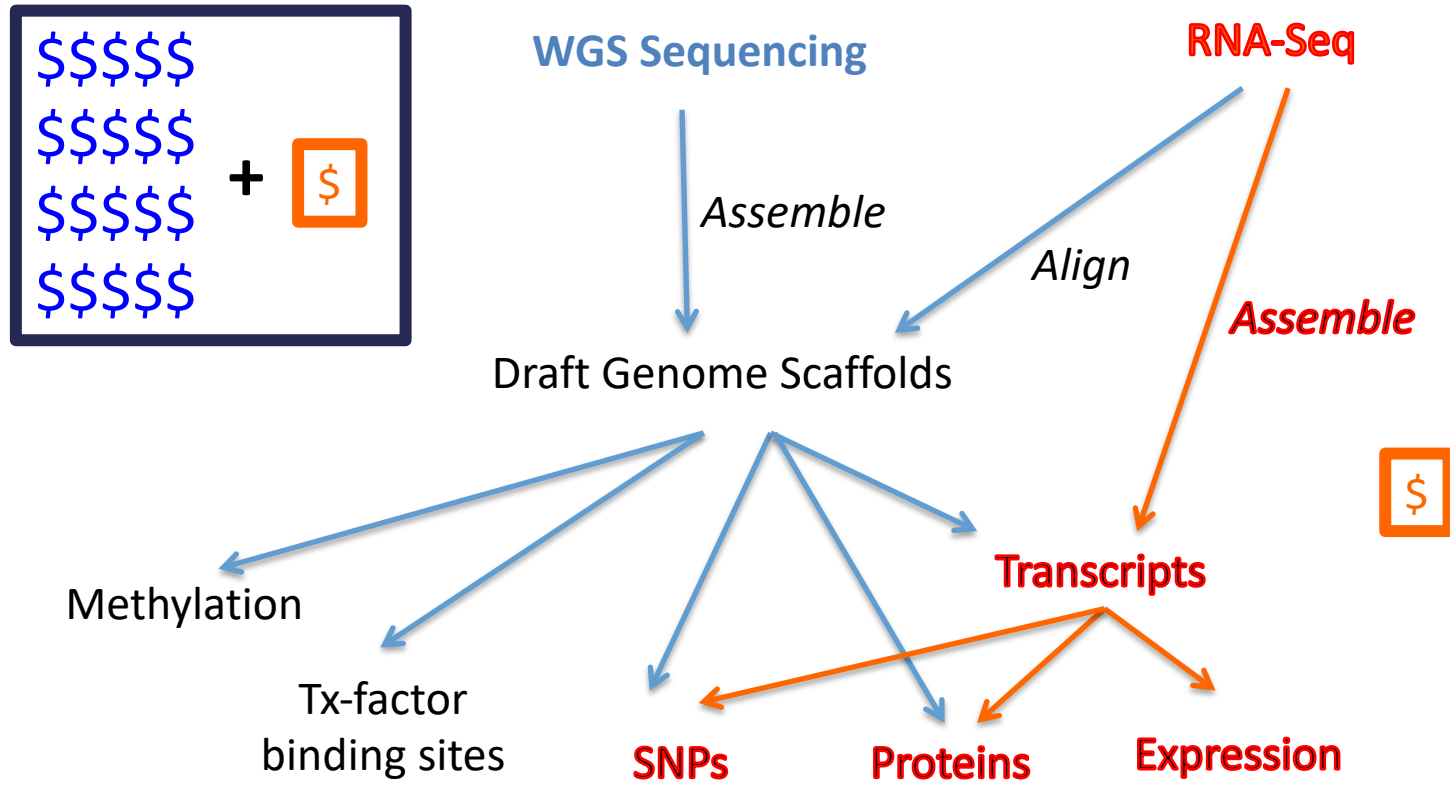 $$$$$
$$$$$
$$$$$
$$$$$
+
$
WGS Sequencing
RNA-Seq
Assemble
Align
Assemble
Draft Genome Scaffolds
$
Methylation
Transcripts
Tx-factor
binding sites
SNPs
Proteins
Expression